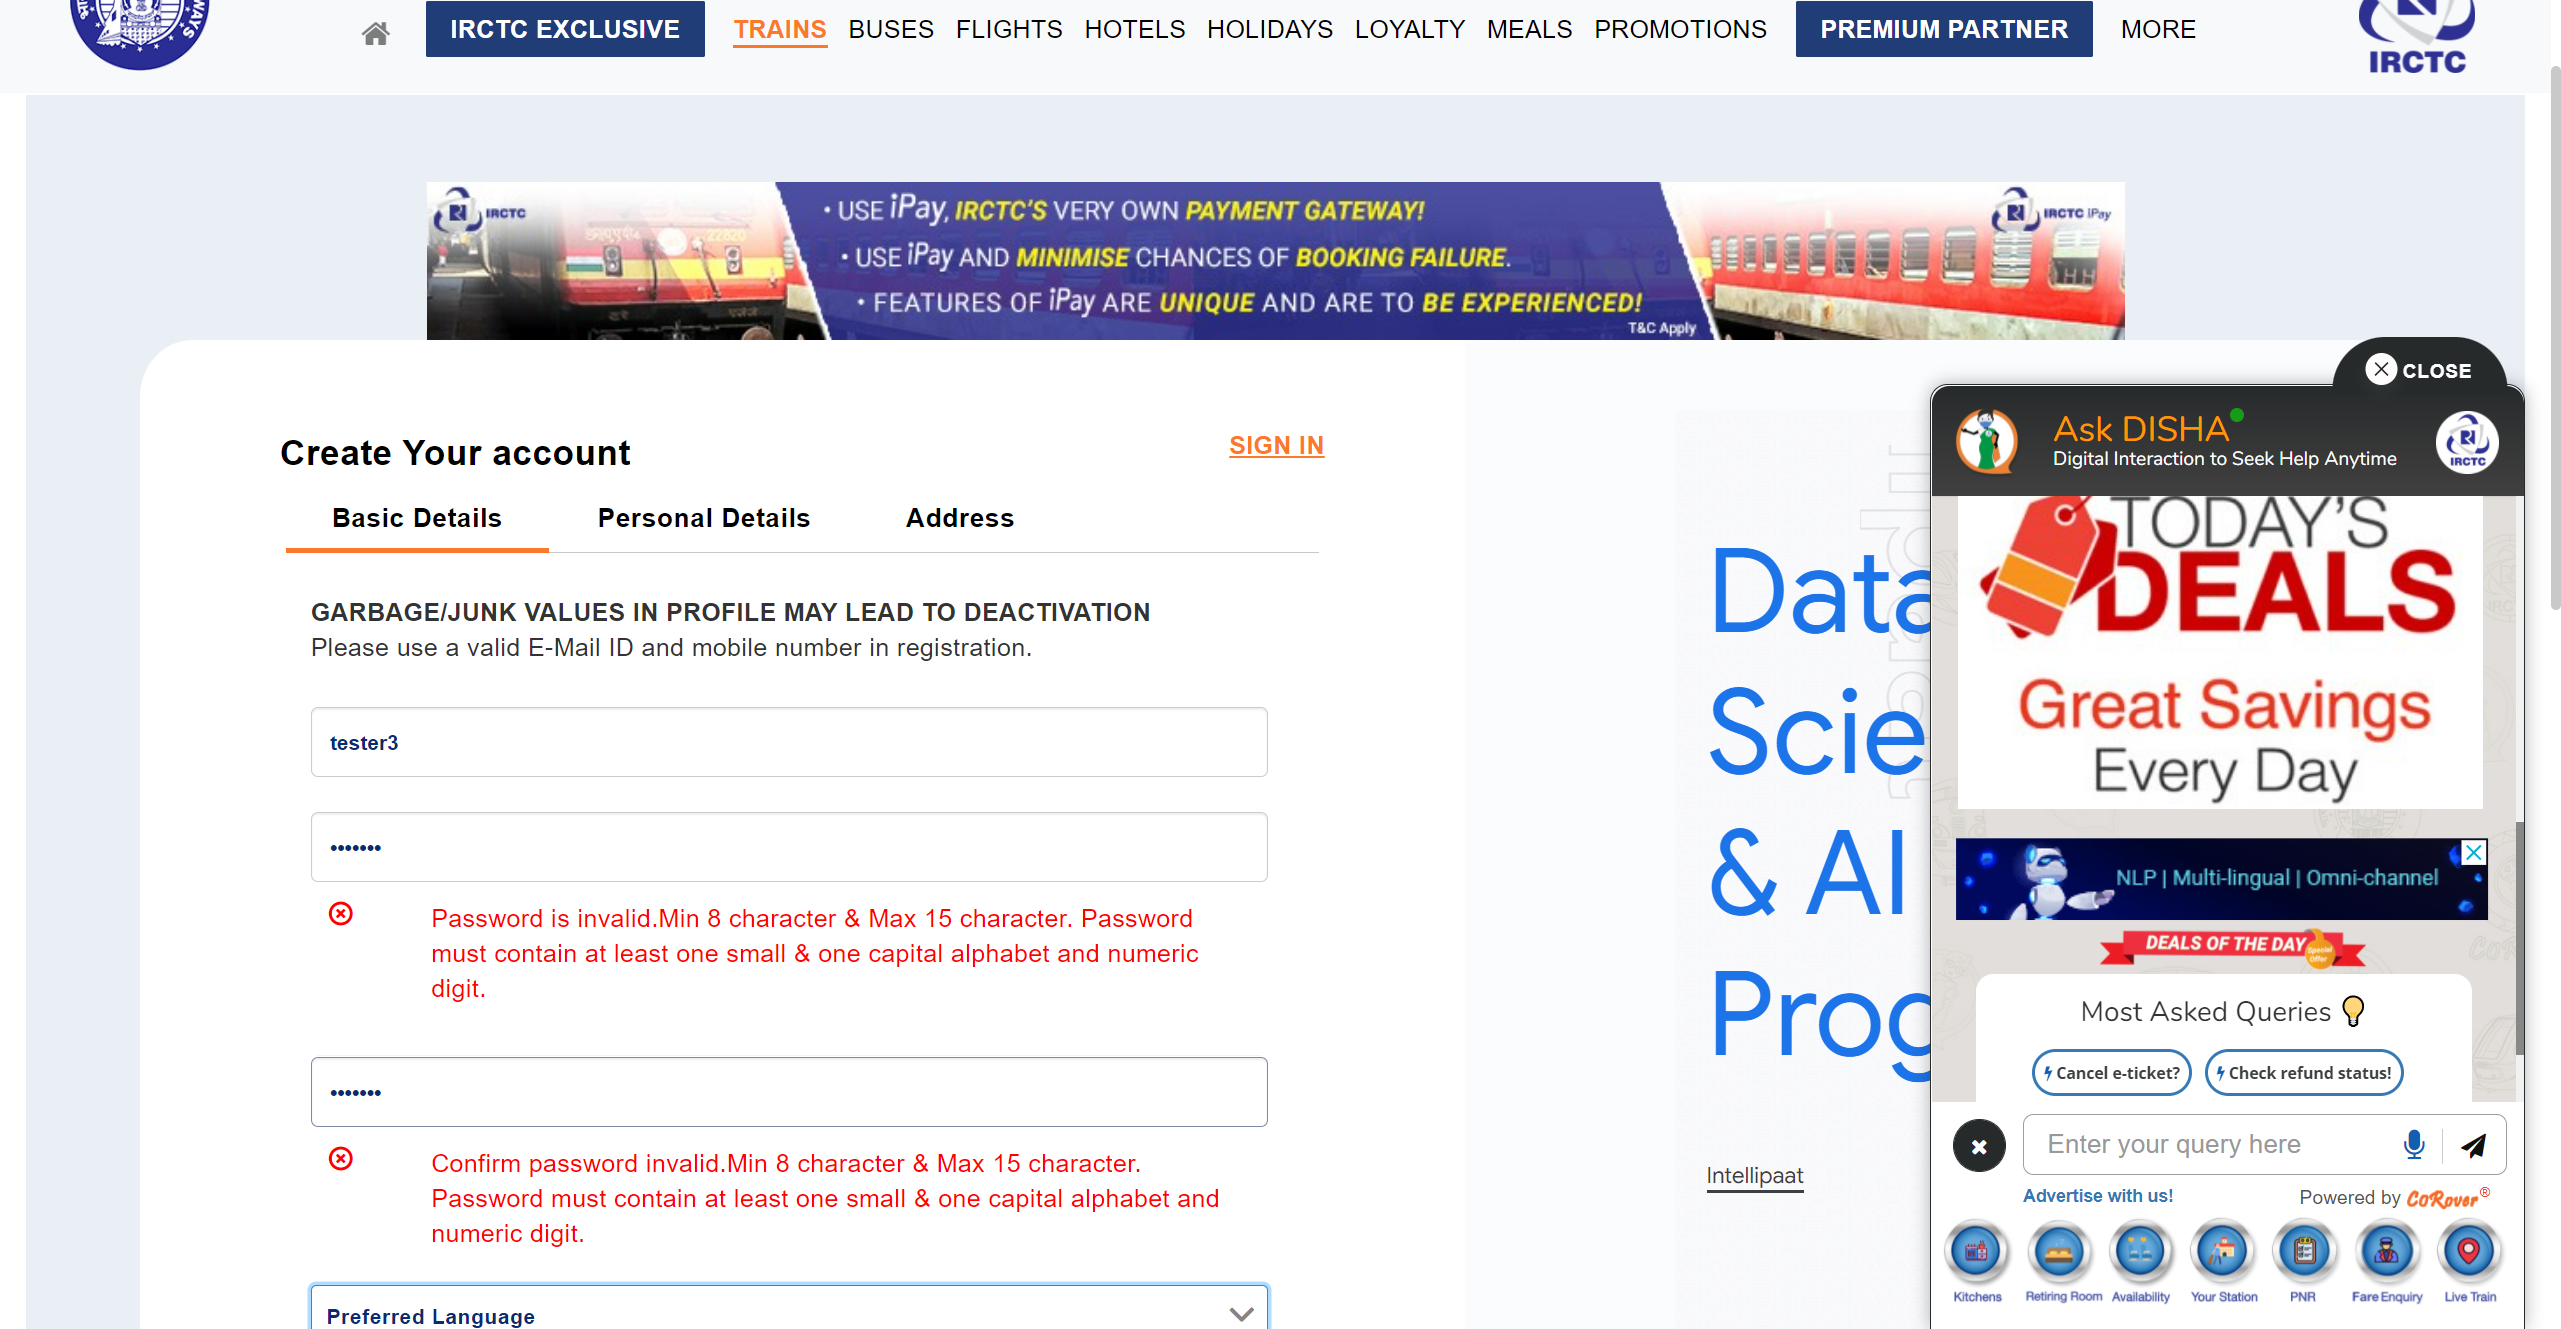 WAYS
IRCTC EXCLUSIVE
TRAINS
BUSES
FLIGHTS
HOTELS
HOLIDAYS
LOYALTY
MEALS
PROMOTIONS
PREMIUM PARTNER
MORE
IRCTC
IRCTC
22820
• USE iPay, IRCTC'S VERY OWN PAYMENT GATEWAY!
• USE iPay AND MINIMISE CHANCES OF BOOKING FAILURE.
• FEATURES OF iPay ARE UNIQUE AND ARE TO BE EXPERIENCED!
T&C Apply
IRCTC iPay
Create Your account
SIGN IN
Basic Details
Personal Details
Address
GARBAGE/JUNK VALUES IN PROFILE MAY LEAD TO DEACTIVATION
Please use a valid E-Mail ID and mobile number in registration.
tester3
•••••••
Password is invalid.Min 8 character & Max 15 character. Password
must contain at least one small & one capital alphabet and numeric
digit.
•••••••
Confirm password invalid.Min 8 character & Max 15 character.
Password must contain at least one small & one capital alphabet and
numeric digit.
Preferred Language
Data
Scie
& AI
Prog
Intellipaat
CLOSE
Ask DISHA
Digital Interaction to Seek Help Anytime
IRCTC
TODAY'S
DEALS
Great Savings
Every Day
NLP | Multi-lingual | Omni-channel
DEALS OF THE DAY
Special
Offer
Most Asked Queries
Cancel e-ticket?
Check refund status!
Enter your query here
Advertise with us!
Powered by CoRover®
Kitchens
Retiring Room
Availability
Your Station
PNR
Fare Enquiry
Live Train